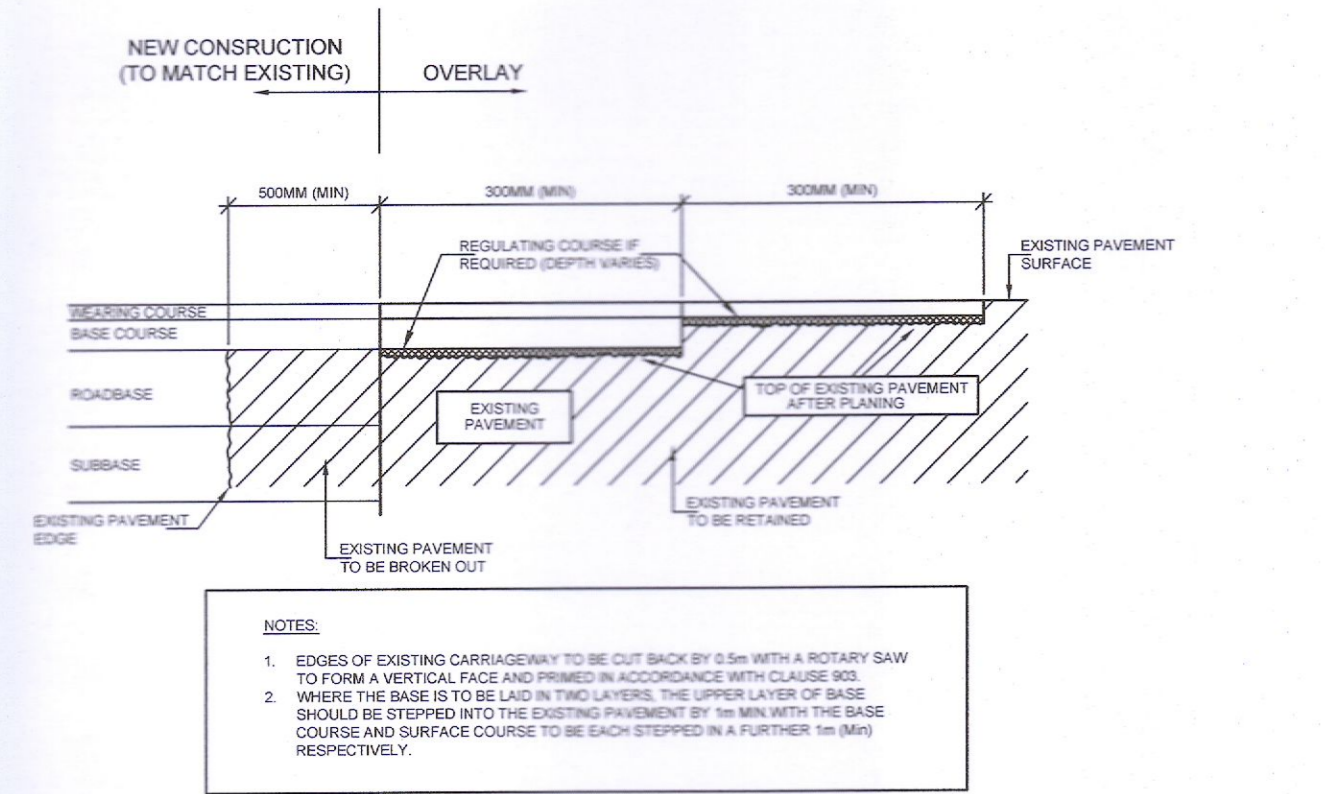 NEW CONSRUCTION
(TO MATCH EXISTING)
OVERLAY
500MM (MIN)
300MM (MIN)
300MM (MIN)
REGULATING COURSE IF
REQUIRED (DEPTH VARIES)
EXISTING PAVEMENT
SURFACE
WEARING COURSE
BASE COURSE
ROADBASE
EXISTING
PAVEMENT
TOP OF EXISTING PAVEMENT
AFTER PLANING
SUBBASE
EXISTING PAVEMENT
EDGE
EXISTING PAVEMENT
TO BE RETAINED
EXISTING PAVEMENT
TO BE BROKEN OUT
NOTES:
1. EDGES OF EXISTING CARRIAGEWAY TO BE CUT BACK BY 0.5m WITH A ROTARY SAW
TO FORM A VERTICAL FACE AND PRIMED IN ACCORDANCE WITH CLAUSE 903.
2. WHERE THE BASE IS TO BE LAID IN TWO LAYERS, THE UPPER LAYER OF BASE
SHOULD BE STEPPED INTO THE EXISTING PAVEMENT BY 1m MIN.WITH THE BASE
COURSE AND SURFACE COURSE TO BE EACH STEPPED IN A FURTHER 1m (Min)
RESPECTIVELY.